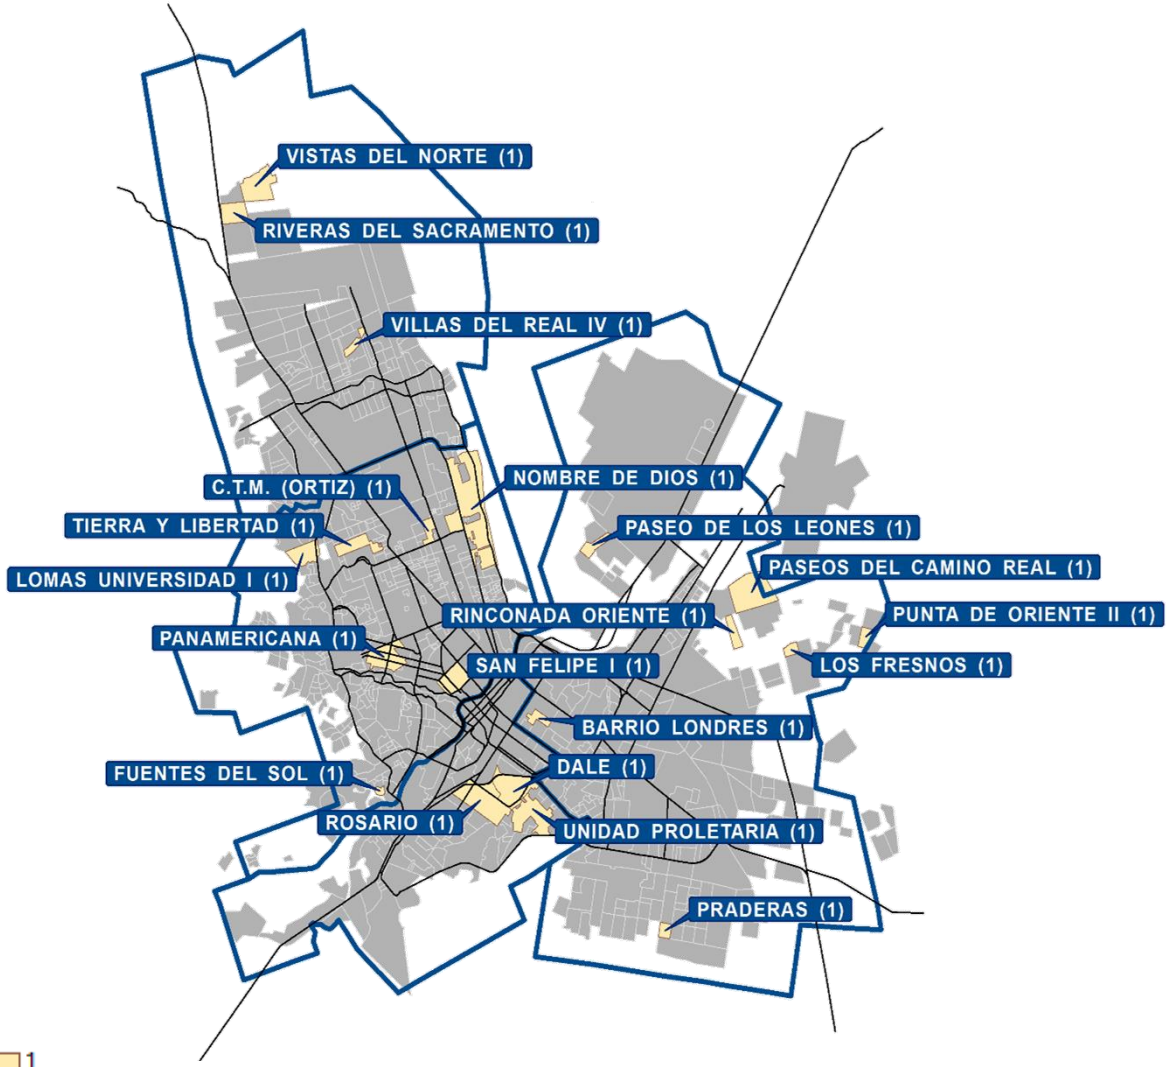 VISTAS DEL NORTE (1)
RIVERAS DEL SACRAMENTO (1)
VILLAS DEL REAL IV (1)
NOMBRE DE DIOS (1)
C.T.M. (ORTIZ) (1)
TIERRA Y LIBERTAD (1)
PASEO DE LOS LEONES (1)
LOMAS UNIVERSIDAD I (1)
PASEOS DEL CAMINO REAL (1)
RINCONADA ORIENTE (1)
PUNTA DE ORIENTE II (1)
PANAMERICANA (1)
SAN FELIPE I (1)
LOS FRESNOS (1)
BARRIO LONDRES (1)
FUENTES DEL SOL (1)
DALE (1)
ROSARIO (1)
UNIDAD PROLETARIA (1)
PRADERAS (1)
1